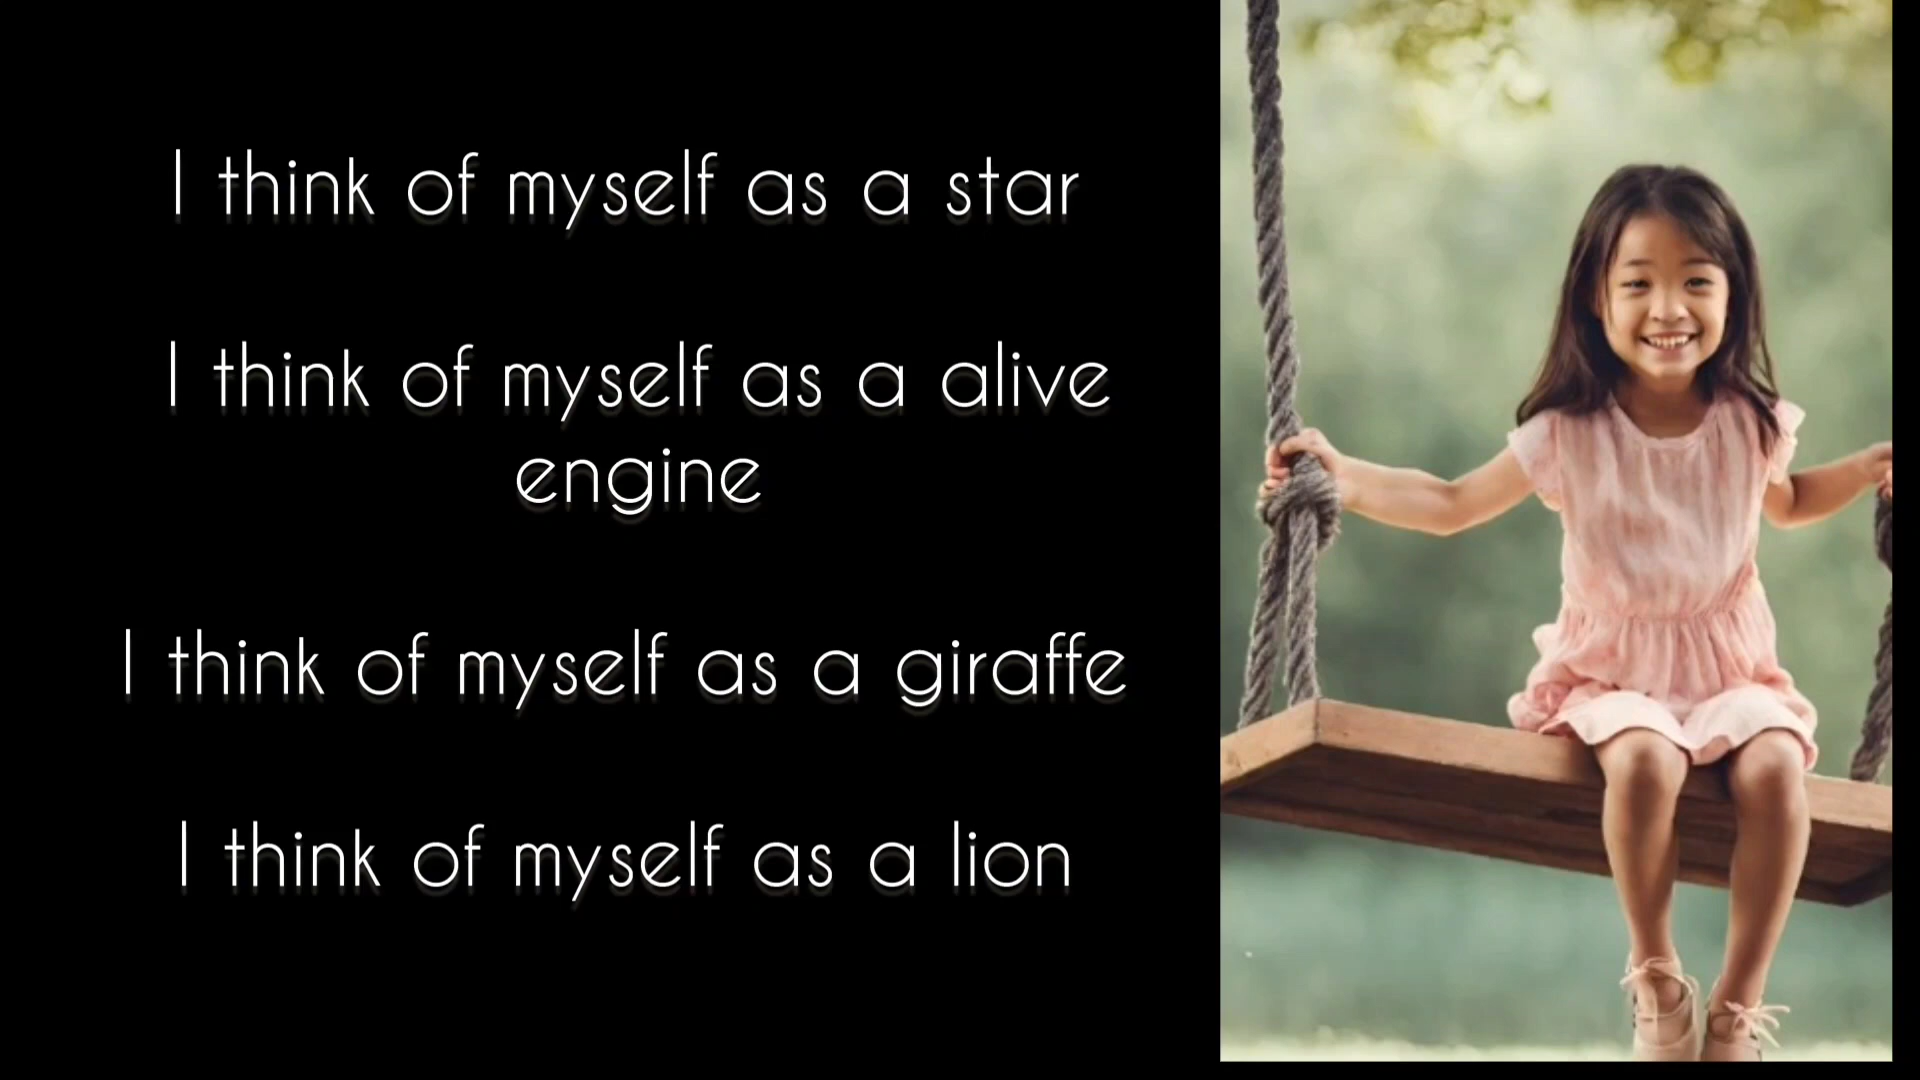 I think of myself as a star
I think of myself as a alive
engine
I think of myself as a giraffe
I think of myself as a lion